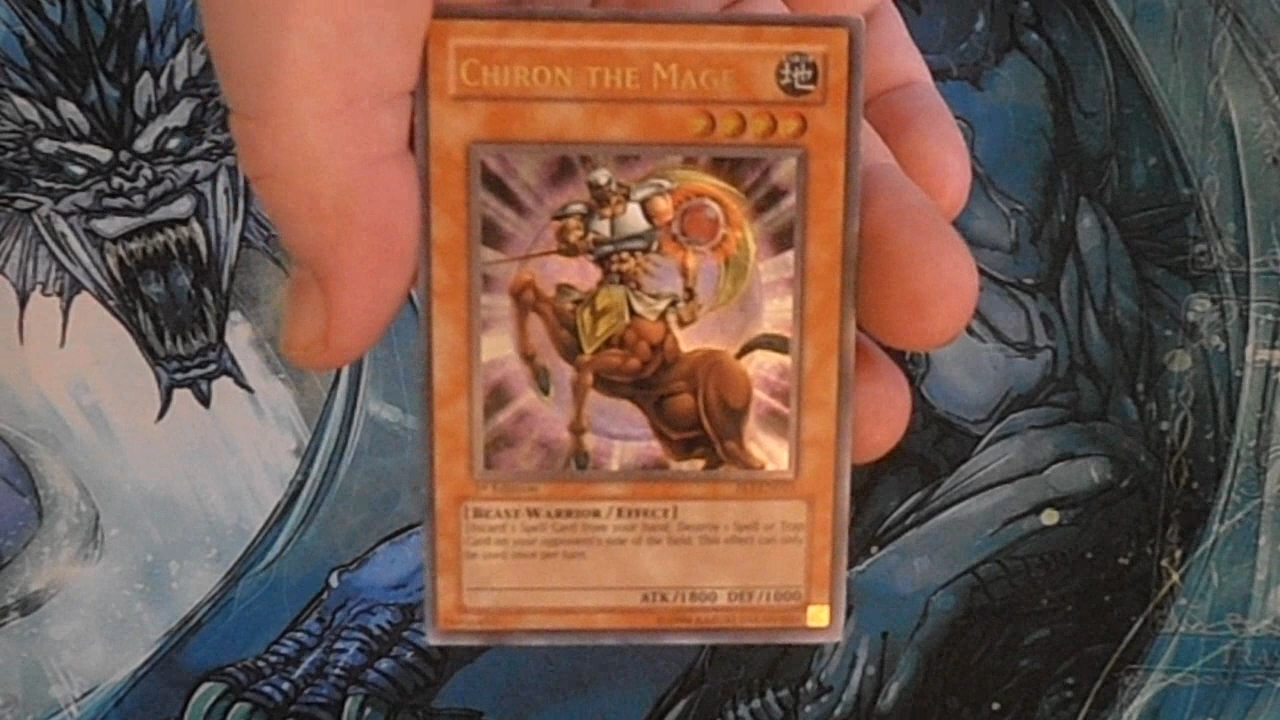 CHIRON THE MAGE
地
[BEAST-WARRIOR / EFFECT]
Discard 1 Spell Card from your hand. Destroy 1 Spell or Trap
Card on your opponent's side of the field. This effect can only
be used once per turn.
ATK/1800 DEF/1000